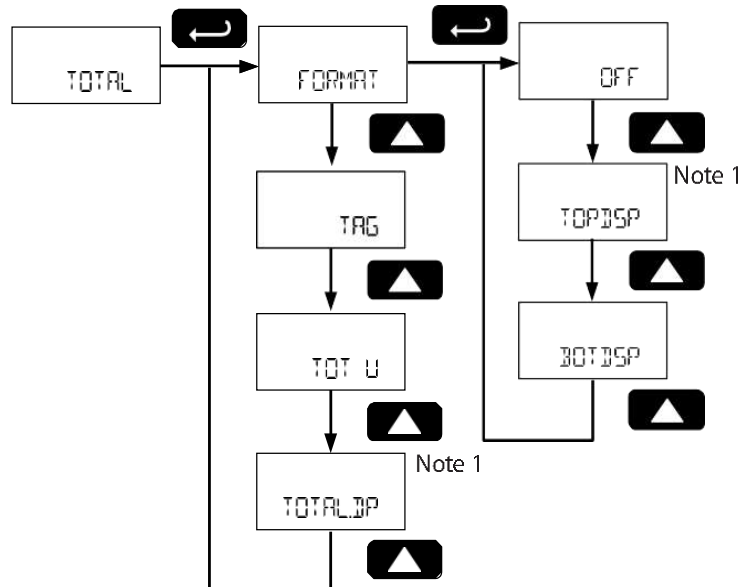 TOTAL
FORMAT
OFF
Note 1
TOPDSP
TAG
BOTDSP
TOT U
Note 1
TOTAL.DP